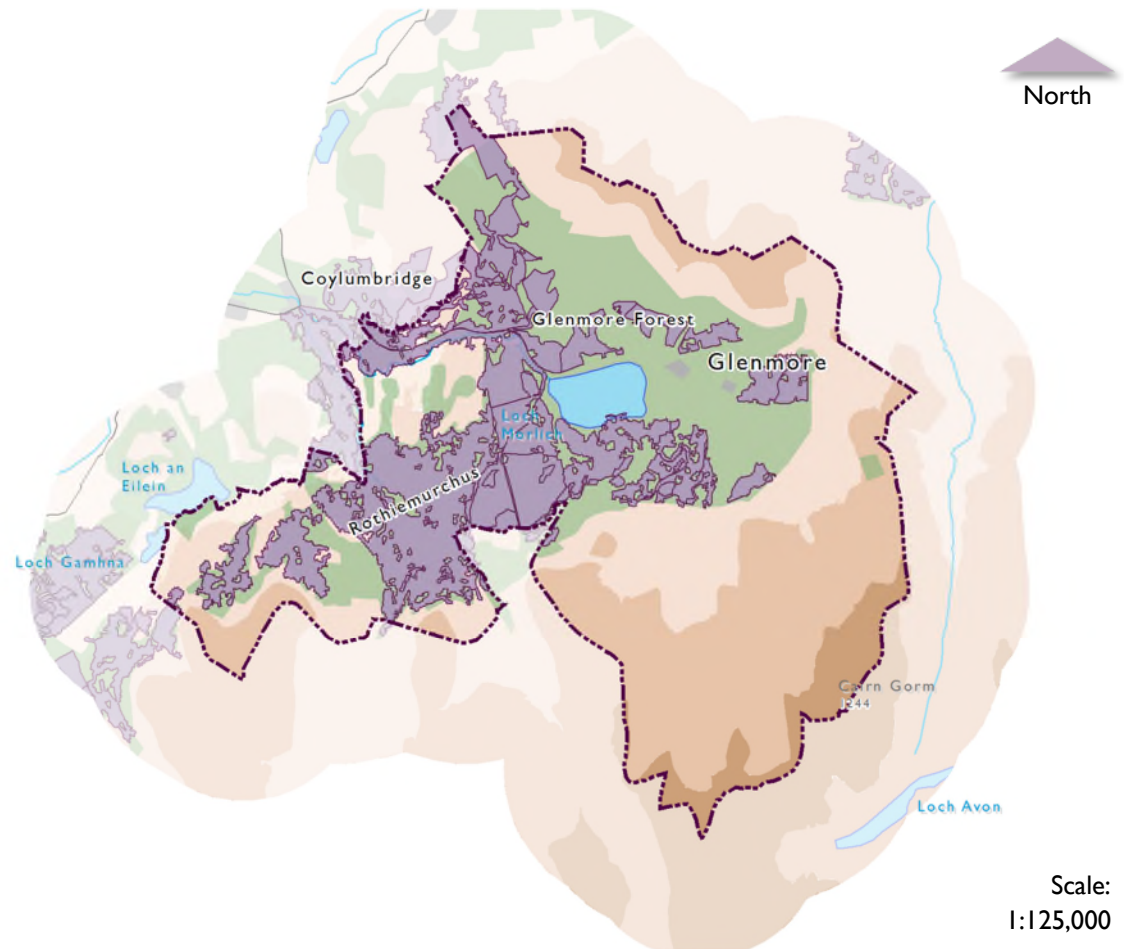 North
Coylumbridge
Glenmore Forest
Glenmore
Loch
Morlich
Loch an
Eilein
Rothiemurchus
Loch Gamhna
Cairn Gorm
1244
Loch Avon
Scale:
1:125,000